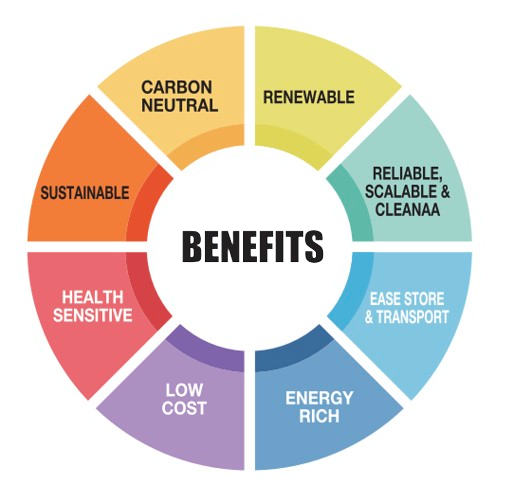 BENEFITS
CARBON
NEUTRAL
RENEWABLE
RELIABLE,
SCALABLE &
CLEANAA
EASE STORE
& TRANSPORT
ENERGY
RICH
LOW
COST
HEALTH
SENSITIVE
SUSTAINABLE